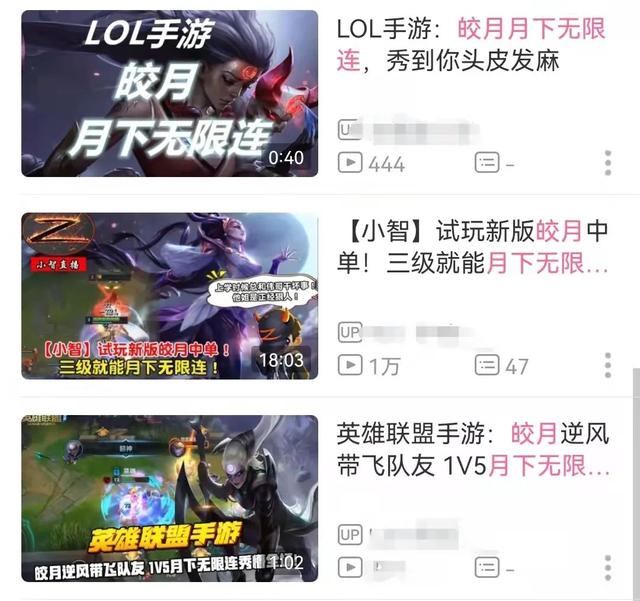 LOL手游
皎月
月下无限连
0:40
LOL手游：皎月月下无限
连，秀到你头皮发麻
444
-
小智直播
上学时候总和伟哥干坏事！
他姐是正经狠人！
【小智】试玩新版皎月中单！
三级就能月下无限连！
18:03
【小智】试玩新版皎月中
单！三级就能月下无限…
UP
1万
47
英雄联盟手游
皎月逆风带飞队友 1V5月下无限连秀
1:02
英雄联盟手游：皎月逆风
带飞队友 1V5月下无限…
UP
-